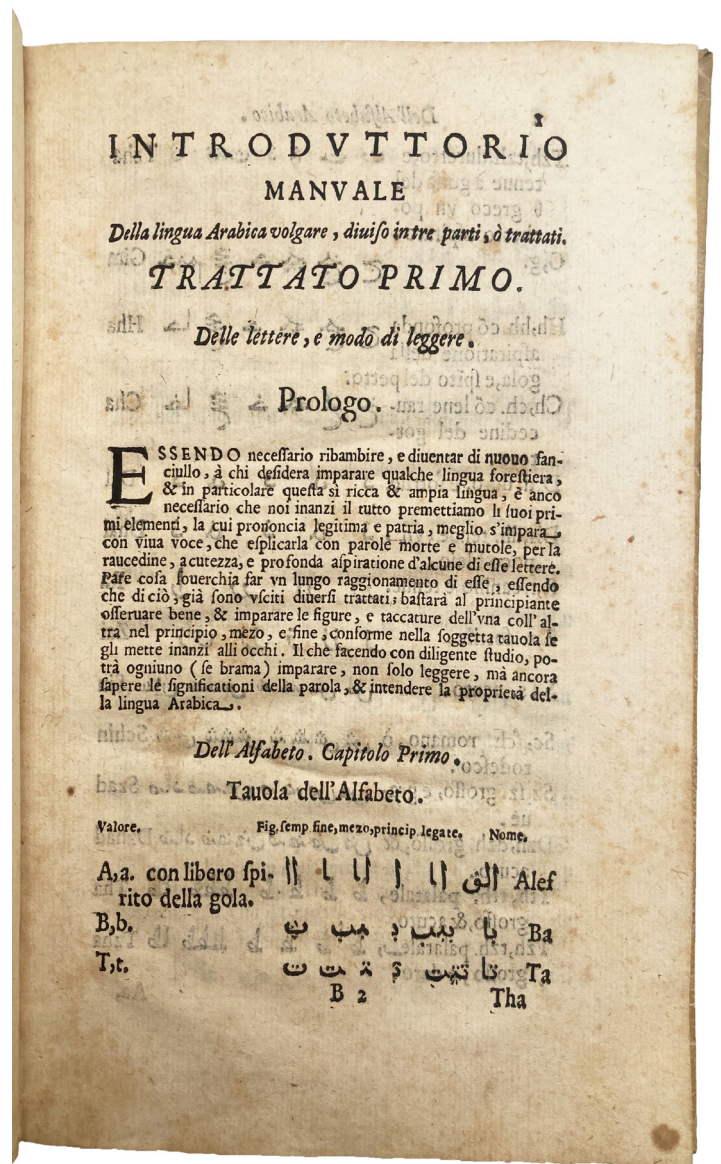 1
INTRODVTTORIO
MANVALE
Della lingua Arabica volgare, diuiſo in tre parti, ò trattati.
TRATTATO PRIMO.
Delle lettere, e modo di leggere.
Prologo.
ESSENDO neceſſario ribambire, e diuentar di nuouo fan-
ciullo, à chi deſidera imparare qualche lingua foreſtiera,
& in particolare queſta sì ricca & ampia lingua, è anco
neceſſario che noi inanzi il tutto premettiamo li ſuoi pri-
mi elementi, la cui prononcia legitima e patria, meglio s'impara
con viua voce, che eſplicarla con parole morte e mutole, per la
raucedine, acutezza, e profonda aſpiratione d'alcune di eſſe lettere.
Pare coſa ſouerchia far vn lungo raggionamento di eſſe, eſſendo
che di ciò, già ſono vſciti diuerſi trattati; baſtarà al principiante
oſſeruare bene, & imparare le figure, e taccature dell'vna coll'al-
tra nel principio, mezo, e fine, conforme nella ſoggetta tauola ſe
gli mette inanzi alli occhi. Il che facendo con diligente ſtudio, po-
trà ogniuno (ſe brama) imparare, non ſolo leggere, mà ancora
ſapere le ſignificationi della parola, & intendere la proprietà del-
la lingua Arabica.
Dell'Alfabeto. Capitolo Primo.
Tauola dell'Alfabeto.
Valore. Fig. ſemp. fine, mezo, princip. legate. Nome.
A, a. con libero ſpi- الف Alef
rito della gola.
B, b. با Ba
T, t. تا Ta
B 2 Tha